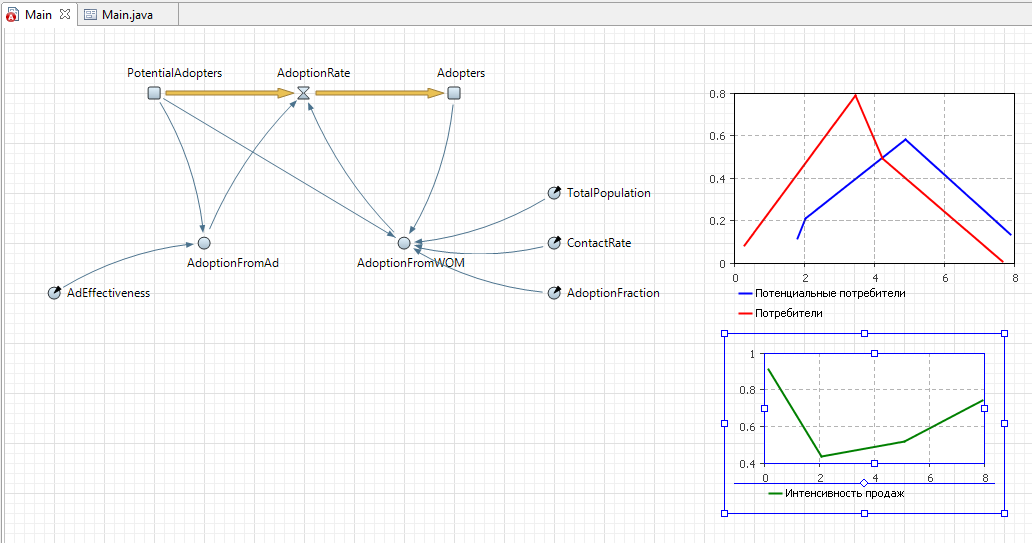 Main Main.java
PotentialAdopters AdoptionRate Adopters
TotalPopulation
ContactRate
AdoptionFromAd AdoptionFromWOM
AdEffectiveness AdoptionFraction
0.8
0.6
0.4
0.2
0
0 2 4 6 8
Потенциальные потребители
Потребители
1
0.8
0.6
0.4
0 2 4 6 8
Интенсивность продаж